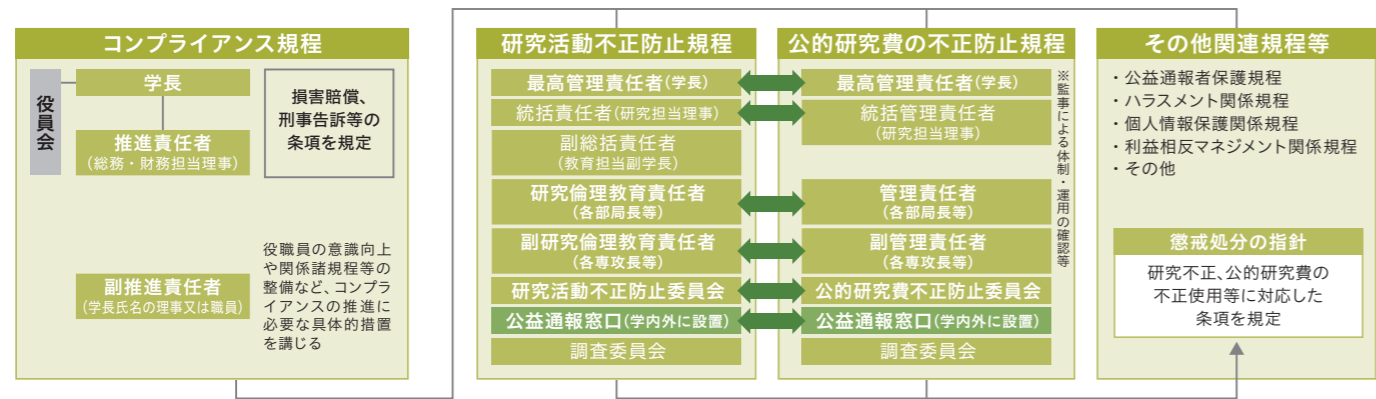 コンプライアンス規程
役員会
学長
推進責任者
(総務・財務担当理事)
損害賠償、
刑事告訴等の
条項を規定
副推進責任者
(学長氏名の理事又は職員)
役職員の意識向上
や関係諸規程等の
整備など、コンプラ
イアンスの推進に
必要な具体的措置
を講じる
研究活動不正防止規程
最高管理責任者(学長)
統括責任者(研究担当理事)
副総括責任者
(教育担当副学長)
研究倫理教育責任者
(各部局長等)
副研究倫理教育責任者
(各専攻長等)
研究活動不正防止委員会
公益通報窓口(学内外に設置)
調査委員会
公的研究費の不正防止規程
最高管理責任者(学長)
統括管理責任者
(研究担当理事)
管理責任者
(各部局長等)
副管理責任者
(各専攻長等)
公的研究費不正防止委員会
公益通報窓口(学内外に設置)
調査委員会
※監事による体制・運用の確認等
その他関連規程等
・公益通報者保護規程
・ハラスメント関係規程
・個人情報保護関係規程
・利益相反マネジメント関係規程
・その他
懲戒処分の指針
研究不正、公的研究費の
不正使用等に対応した
条項を規定